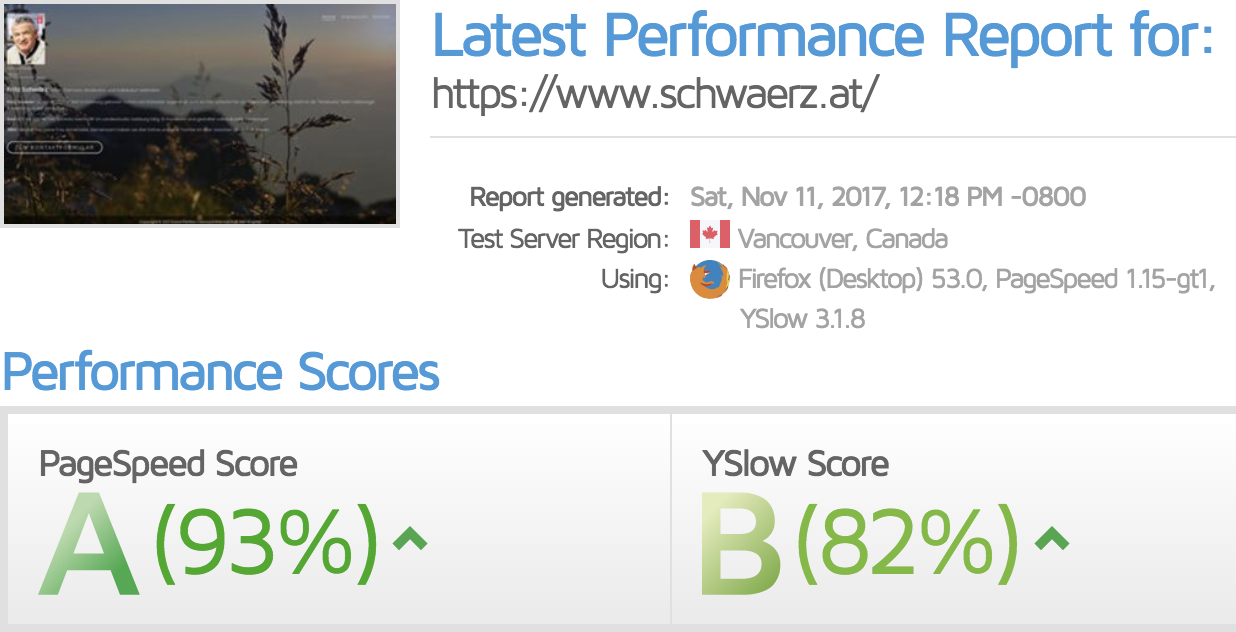 Latest Performance Report for:
https://www.schwaerz.at/
Report generated: Sat, Nov 11, 2017, 12:18 PM -0800
Test Server Region: Vancouver, Canada
Using: Firefox (Desktop) 53.0, PageSpeed 1.15-gt1,
YSlow 3.1.8
ZUM KONTAKTFORMULAR
Performance Scores
PageSpeed Score
A (93%)
YSlow Score
B (82%)